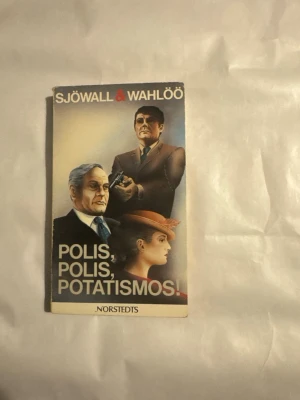 SJÖWALL & WAHLÖÖ
POLIS,
POLIS,
POTATISMOS!
NORSTEDTS